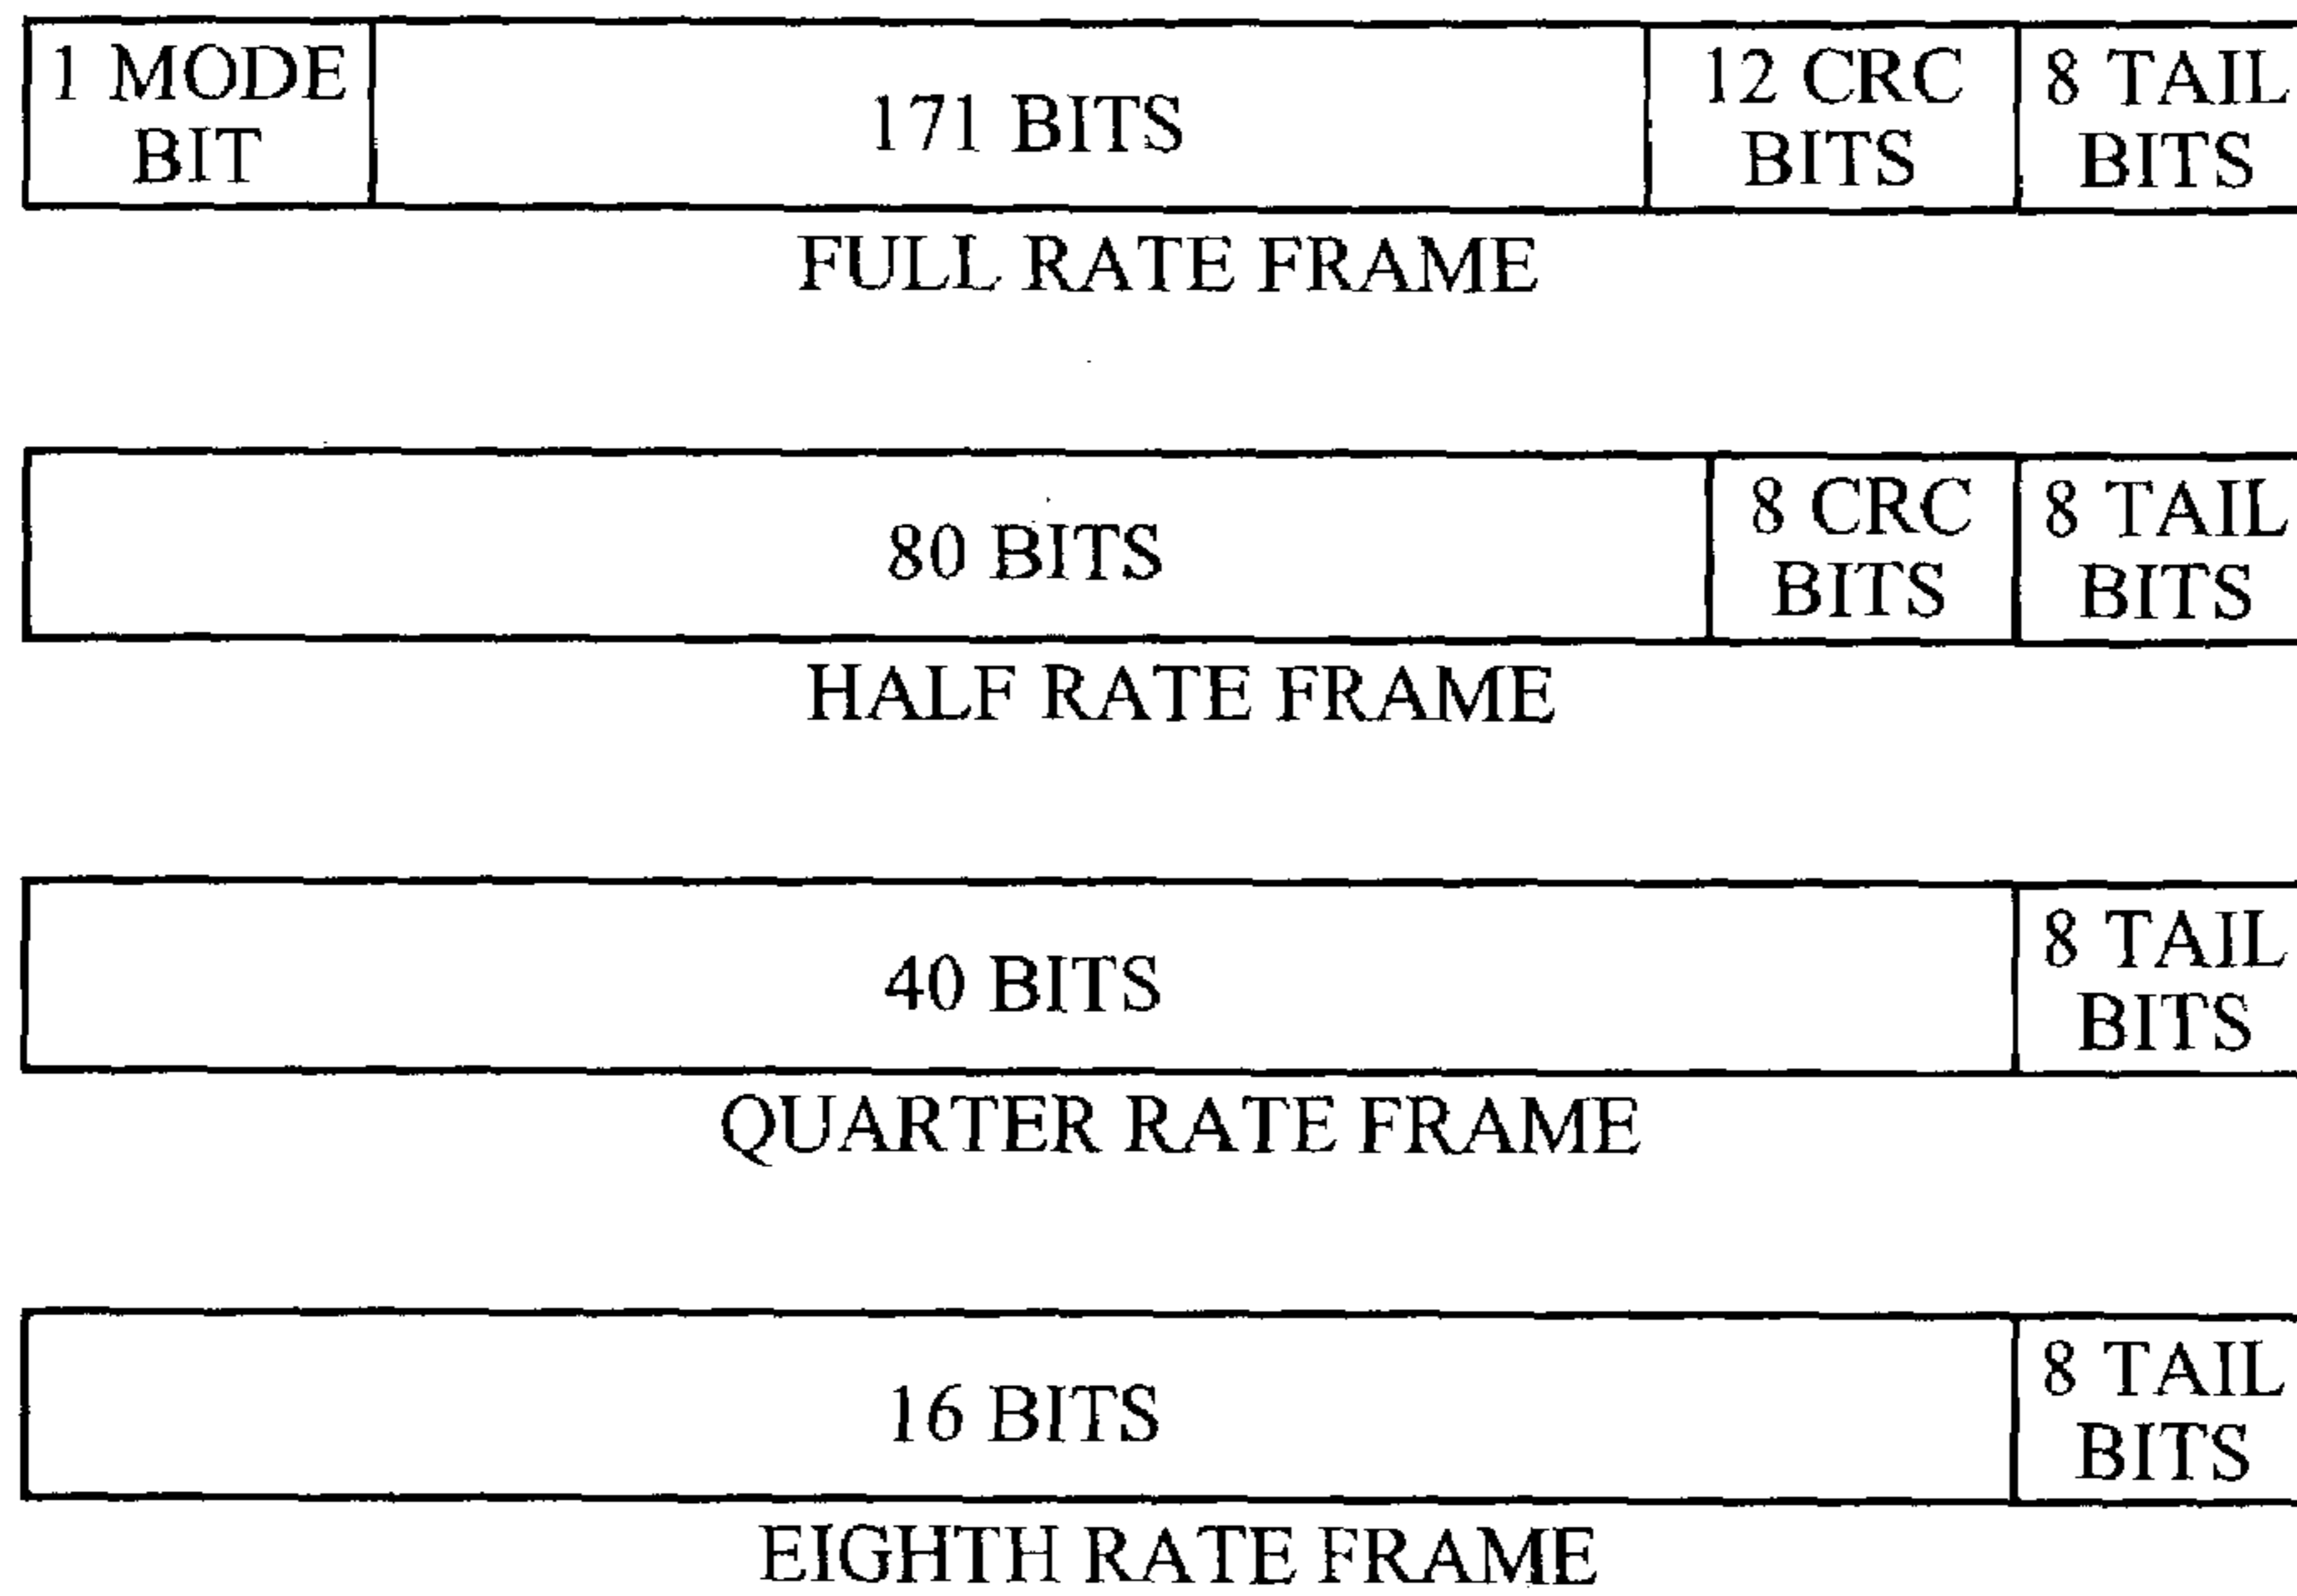 1 MODE
BIT
171 BITS
12 CRC
BITS
8 TAIL
BITS
FULL RATE FRAME
80 BITS
8 CRC
BITS
8 TAIL
BITS
HALF RATE FRAME
40 BITS
8 TAIL
BITS
QUARTER RATE FRAME
16 BITS
8 TAIL
BITS
EIGHTH RATE FRAME